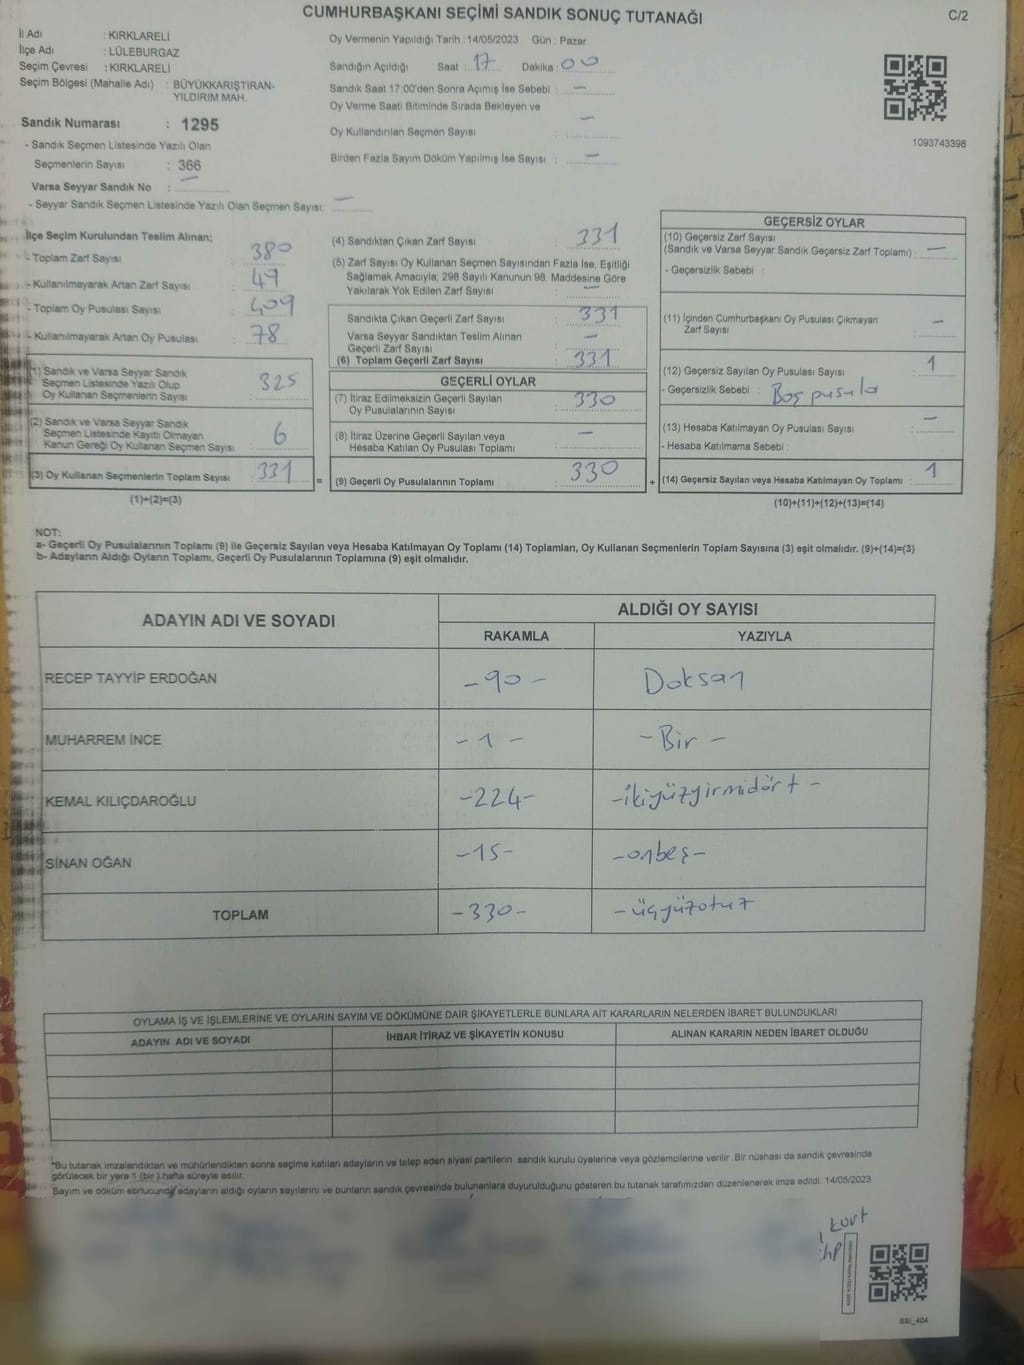 CUMHURBAŞKANI SEÇİMİ SANDIK SONUÇ TUTANAĞI
C/2
İl Adı : KIRKLARELİ
İlçe Adı : LÜLEBURGAZ
Seçim Çevresi : KIRKLARELİ
Seçim Bölgesi (Mahalle Adı) : BÜYÜKKARIŞTIRAN-
YILDIRIM MAH.
Sandık Numarası : 1295
- Sandık Seçmen Listesinde Yazılı Olan
Seçmenlerin Sayısı : 366
Varsa Seyyar Sandık No : –
- Seyyar Sandık Seçmen Listesinde Yazılı Olan Seçmen Sayısı: –
Oy Vermenin Yapıldığı Tarih : 14/05/2023 Gün : Pazar
Sandığın Açıldığı Saat : 17 Dakika : 00
Sandık Saat 17:00'den Sonra Açımış İse Sebebi : –
Oy Verme Saati Bitiminde Sırada Bekleyen ve
Oy Kullandırılan Seçmen Sayısı : –
Birden Fazla Sayım Döküm Yapılmış İse Sayısı : –
1093743398
İlçe Seçim Kurulundan Teslim Alınan;
- Toplam Zarf Sayısı : 380
- Kullanılmayarak Artan Zarf Sayısı : 49
- Toplam Oy Pusulası Sayısı : 409
- Kullanılmayarak Artan Oy Pusulası : 78
(1) Sandık ve Varsa Seyyar Sandık
Seçmen Listesinde Yazılı Olup
Oy Kullanan Seçmenlerin Sayısı : 325
(2) Sandık ve Varsa Seyyar Sandık
Seçmen Listesinde Kayıtlı Olmayan
Kanun Gereği Oy Kullanan Seçmen Sayısı : 6
(3) Oy Kullanan Seçmenlerin Toplam Sayısı : 331 =
(1)+(2)=(3)
(4) Sandıktan Çıkan Zarf Sayısı : 331
(5) Zarf Sayısı Oy Kullanan Seçmen Sayısından Fazla İse, Eşitliği
Sağlamak Amacıyla; 298 Sayılı Kanunun 98. Maddesine Göre
Yakılarak Yok Edilen Zarf Sayısı : –
Sandıkta Çıkan Geçerli Zarf Sayısı : 331
Varsa Seyyar Sandıktan Teslim Alınan
Geçerli Zarf Sayısı : –
(6) Toplam Geçerli Zarf Sayısı : 331
GEÇERLİ OYLAR
(7) İtiraz Edilmeksizin Geçerli Sayılan
Oy Pusulalarının Sayısı : 330
(8) İtiraz Üzerine Geçerli Sayılan veya
Hesaba Katılan Oy Pusulası Toplamı : –
(9) Geçerli Oy Pusulalarının Toplamı : 330 +
GEÇERSİZ OYLAR
(10) Geçersiz Zarf Sayısı
(Sandık ve Varsa Seyyar Sandık Geçersiz Zarf Toplamı) : –
- Geçersizlik Sebebi :
(11) İçinden Cumhurbaşkanı Oy Pusulası Çıkmayan
Zarf Sayısı : –
(12) Geçersiz Sayılan Oy Pusulası Sayısı : 1
- Geçersizlik Sebebi : Boş pusula
(13) Hesaba Katılmayan Oy Pusulası Sayısı : –
- Hesaba Katılmama Sebebi :
(14) Geçersiz Sayılan veya Hesaba Katılmayan Oy Toplamı : 1
(10)+(11)+(12)+(13)=(14)
NOT:
a- Geçerli Oy Pusulalarının Toplamı (9) ile Geçersiz Sayılan veya Hesaba Katılmayan Oy Toplamı (14) Toplamları, Oy Kullanan Seçmenlerin Toplam Sayısına (3) eşit olmalıdır. (9)+(14)=(3)
b- Adayların Aldığı Oyların Toplamı, Geçerli Oy Pusulalarının Toplamına (9) eşit olmalıdır.
ADAYIN ADI VE SOYADI ALDIĞI OY SAYISI
RAKAMLA YAZIYLA
RECEP TAYYİP ERDOĞAN -90- Doksan
MUHARREM İNCE -1- -Bir-
KEMAL KILIÇDAROĞLU -224- -ikiyüzyirmidört-
SİNAN OĞAN -15- -onbeş-
TOPLAM -330- -üçyüzotuz
OYLAMA İŞ VE İŞLEMLERİNE VE OYLARIN SAYIM VE DÖKÜMÜNE DAİR ŞİKAYETLERLE BUNLARA AİT KARARLARIN NELERDEN İBARET BULUNDUKLARI
ADAYIN ADI VE SOYADI İHBAR İTİRAZ VE ŞİKAYETİN KONUSU ALINAN KARARIN NEDEN İBARET OLDUĞU
*Bu tutanak imzalandıktan ve mühürlendikten sonra seçime katılan adayların ve talep eden siyasi partilerin sandık kurulu üyelerine veya gözlemcilerine verilir. Bir nüshası da sandık çevresinde
görülecek bir yere 1 (bir) hafta süreyle asılır.
Sayım ve döküm sonucunda adayların aldığı oyların sayılarını ve bunların sandık çevresinde bulunanlara duyurulduğunu gösteren bu tutanak tarafımızdan düzenlenerek imza edildi. 14/05/2023
kurt
chp
SSI_404